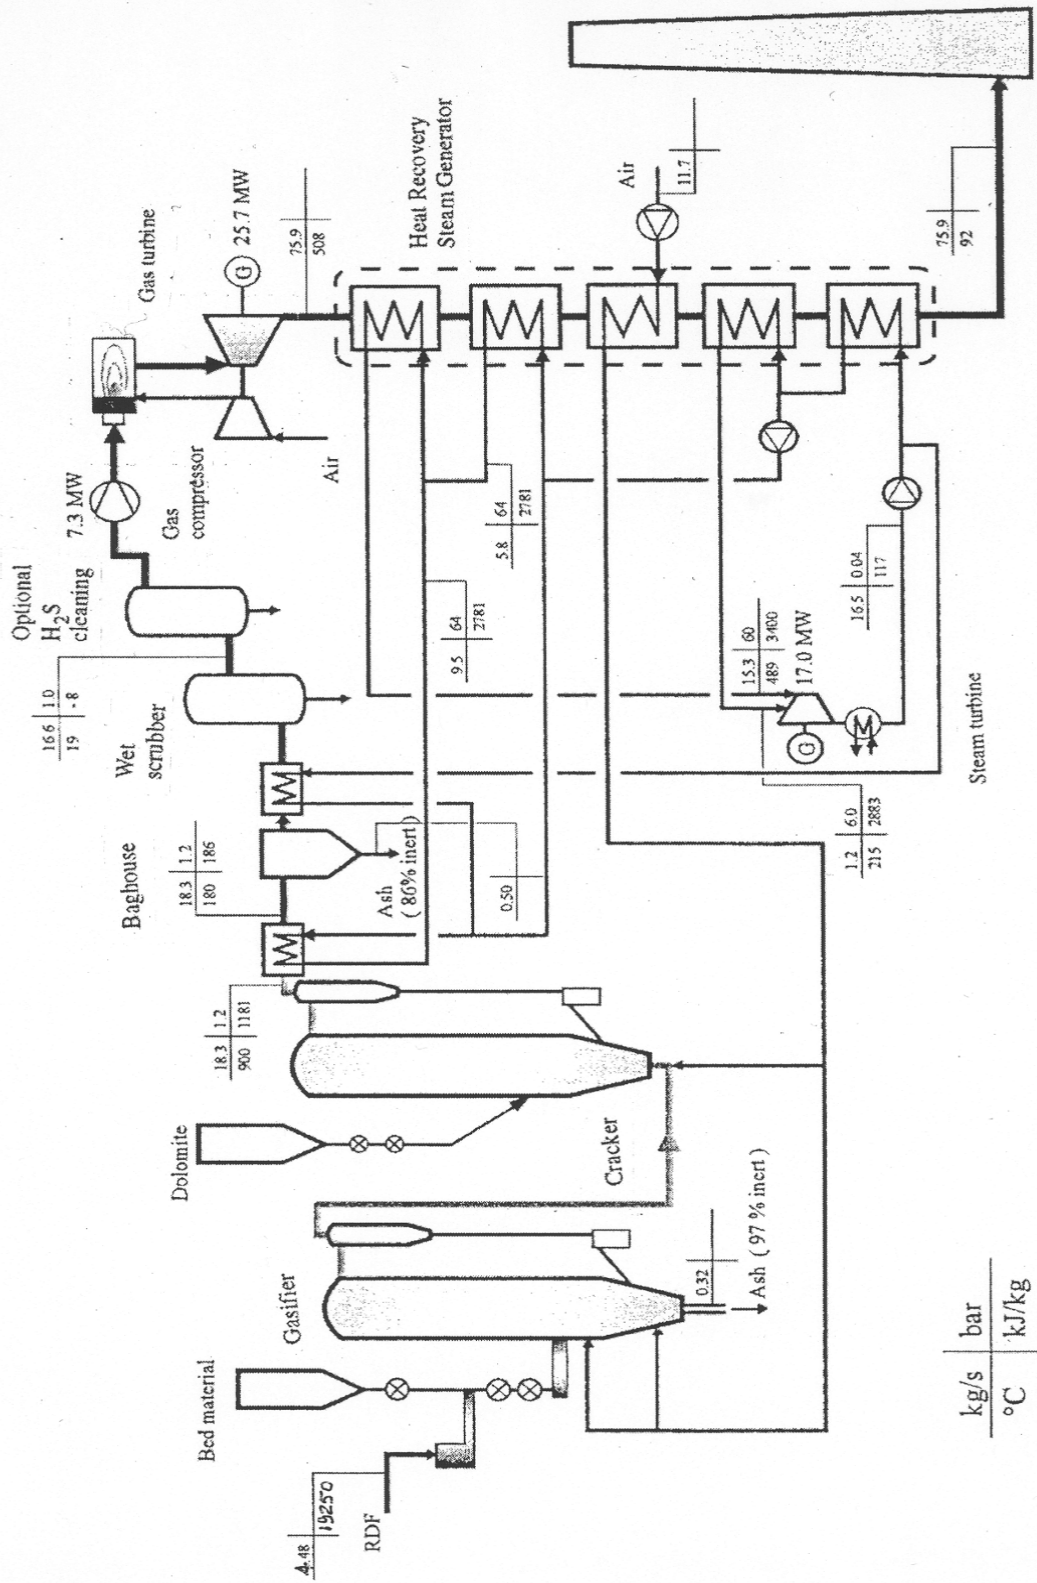 Optional
H₂S
cleaning
7.3 MW
Gas
compressor
Gas turbine
G
25.7 MW
Air
75.9
508
Heat Recovery
Steam Generator
Air
11.7
75.9
92
16.6 1.0
19 -8
Wet
scrubber
Baghouse
18.3 1.2
180 186
Ash
( 86% inert )
0.50
64
9.5 2781
64
5.8 2781
15.3 60
489 3400
17.0 MW
G
16.5 0.04
117
Steam turbine
6.0
1.2 2883
215
18.3 1.2
900 1181
Dolomite
Cracker
Gasifier
0.32
Ash ( 97 % inert )
Bed material
4.48
19250
RDF
kg/s bar
°C kJ/kg